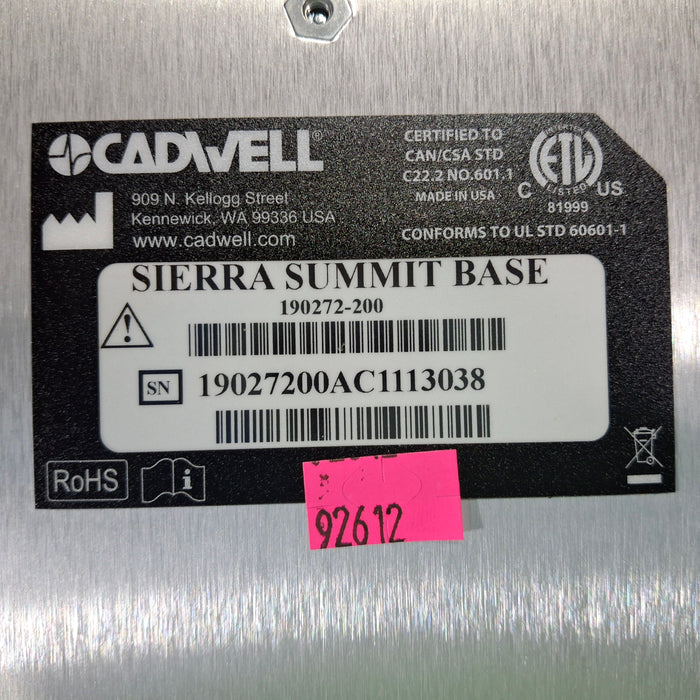 CADWELL®
909 N. Kellogg Street
Kennewick, WA 99336 USA
www.cadwell.com
CERTIFIED TO
CAN/CSA STD
C22.2 NO.601.1
MADE IN USA
ETL
LISTED
C US
81999
CONFORMS TO UL STD 60601-1
SIERRA SUMMIT BASE
190272-200
SN 19027200AC1113038
RoHS
i
92612